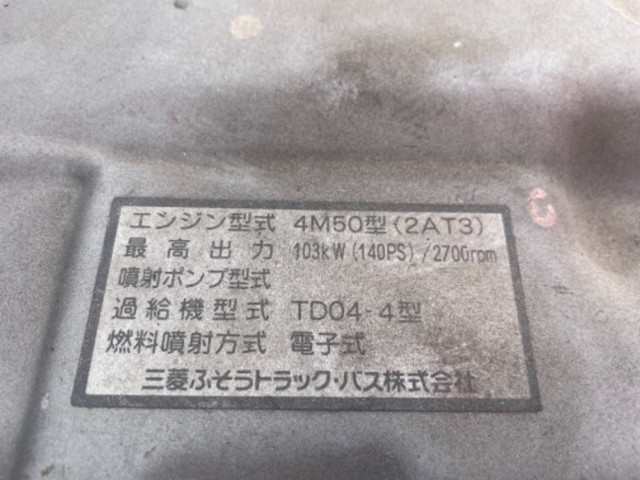 エンジン型式 4M50型(2AT3)
最高出力 103kW(140PS)/2700rpm
噴射ポンプ型式
過給機型式 TD04-4型
燃料噴射方式 電子式
三菱ふそうトラック・バス株式会社